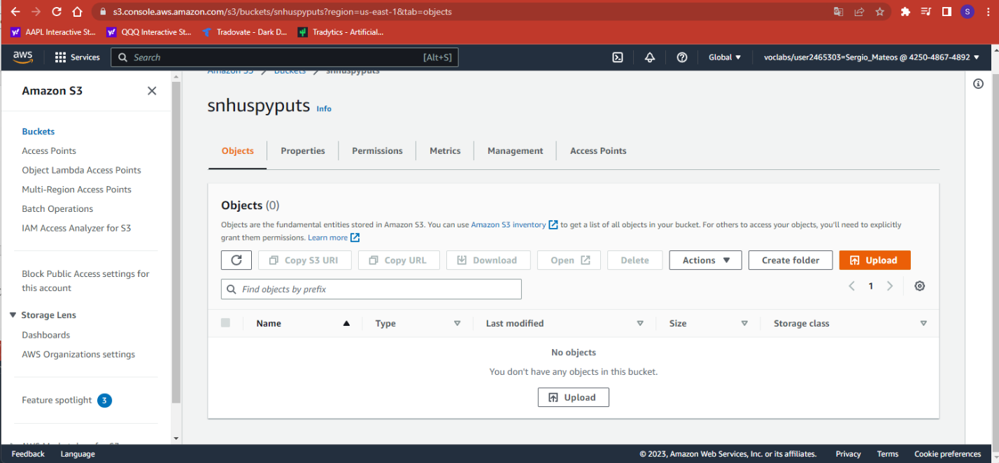 s3.console.aws.amazon.com/s3/buckets/snhuspyputs?region=us-east-1&tab=objects
S
AAPL Interactive St... QQQ Interactive St... Tradovate - Dark D... Tradytics - Artificial...
aws Services Search [Alt+S] Global voclabs/user2465303=Sergio_Mateos @ 4250-4867-4892
Amazon S3
Buckets
Access Points
Object Lambda Access Points
Multi-Region Access Points
Batch Operations
IAM Access Analyzer for S3
Block Public Access settings for
this account
Storage Lens
Dashboards
AWS Organizations settings
Feature spotlight 3
AWS Marketplace for S3
Amazon S3 Buckets snhuspyputs
snhuspyputs Info
Objects Properties Permissions Metrics Management Access Points
Objects (0)
Objects are the fundamental entities stored in Amazon S3. You can use Amazon S3 inventory to get a list of all objects in your bucket. For others to access your objects, you'll need to explicitly
grant them permissions. Learn more
Copy S3 URI Copy URL Download Open Delete Actions Create folder Upload
Find objects by prefix 1
Name Type Last modified Size Storage class
No objects
You don't have any objects in this bucket.
Upload
Feedback Language © 2023, Amazon Web Services, Inc. or its affiliates. Privacy Terms Cookie preferences